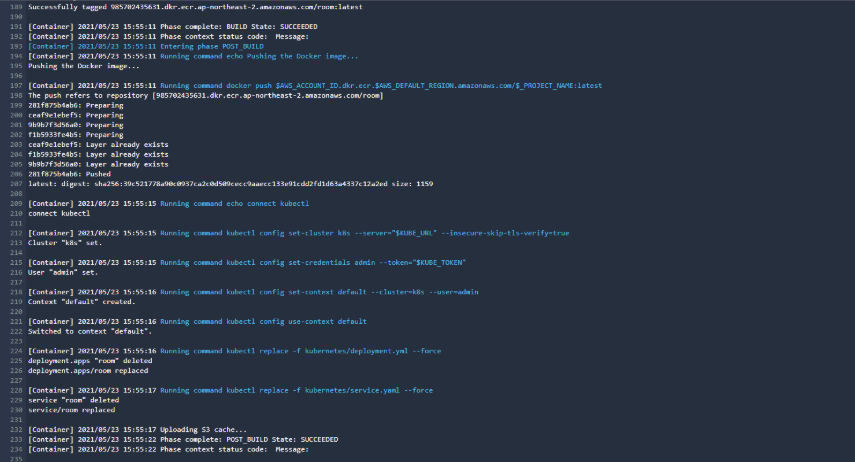 189 Successfully tagged 985702435631.dkr.ecr.ap-northeast-2.amazonaws.com/room:latest
190
191 [Container] 2021/05/23 15:55:11 Phase complete: BUILD State: SUCCEEDED
192 [Container] 2021/05/23 15:55:11 Phase context status code:  Message:
193 [Container] 2021/05/23 15:55:11 Entering phase POST_BUILD
194 [Container] 2021/05/23 15:55:11 Running command echo Pushing the Docker image...
195 Pushing the Docker image...
196
197 [Container] 2021/05/23 15:55:11 Running command docker push $AWS_ACCOUNT_ID.dkr.ecr.$AWS_DEFAULT_REGION.amazonaws.com/$_PROJECT_NAME:latest
198 The push refers to repository [985702435631.dkr.ecr.ap-northeast-2.amazonaws.com/room]
199 281f875b4ab6: Preparing
200 ceaf9e1ebef5: Preparing
201 9b9b7f3d56a0: Preparing
202 f1b5933fe4b5: Preparing
203 ceaf9e1ebef5: Layer already exists
204 f1b5933fe4b5: Layer already exists
205 9b9b7f3d56a0: Layer already exists
206 281f875b4ab6: Pushed
207 latest: digest: sha256:39c521778a90c0937ca2c0d509cecc9aaecc133e91cdd2fd1d63a4337c12a2ed size: 1159
208
209 [Container] 2021/05/23 15:55:15 Running command echo connect kubectl
210 connect kubectl
211
212 [Container] 2021/05/23 15:55:15 Running command kubectl config set-cluster k8s --server="$KUBE_URL" --insecure-skip-tls-verify=true
213 Cluster "k8s" set.
214
215 [Container] 2021/05/23 15:55:15 Running command kubectl config set-credentials admin --token="$KUBE_TOKEN"
216 User "admin" set.
217
218 [Container] 2021/05/23 15:55:16 Running command kubectl config set-context default --cluster=k8s --user=admin
219 Context "default" created.
220
221 [Container] 2021/05/23 15:55:16 Running command kubectl config use-context default
222 Switched to context "default".
223
224 [Container] 2021/05/23 15:55:16 Running command kubectl replace -f kubernetes/deployment.yml --force
225 deployment.apps "room" deleted
226 deployment.apps/room replaced
227
228 [Container] 2021/05/23 15:55:17 Running command kubectl replace -f kubernetes/service.yaml --force
229 service "room" deleted
230 service/room replaced
231
232 [Container] 2021/05/23 15:55:17 Uploading S3 cache...
233 [Container] 2021/05/23 15:55:22 Phase complete: POST_BUILD State: SUCCEEDED
234 [Container] 2021/05/23 15:55:22 Phase context status code:  Message:
235